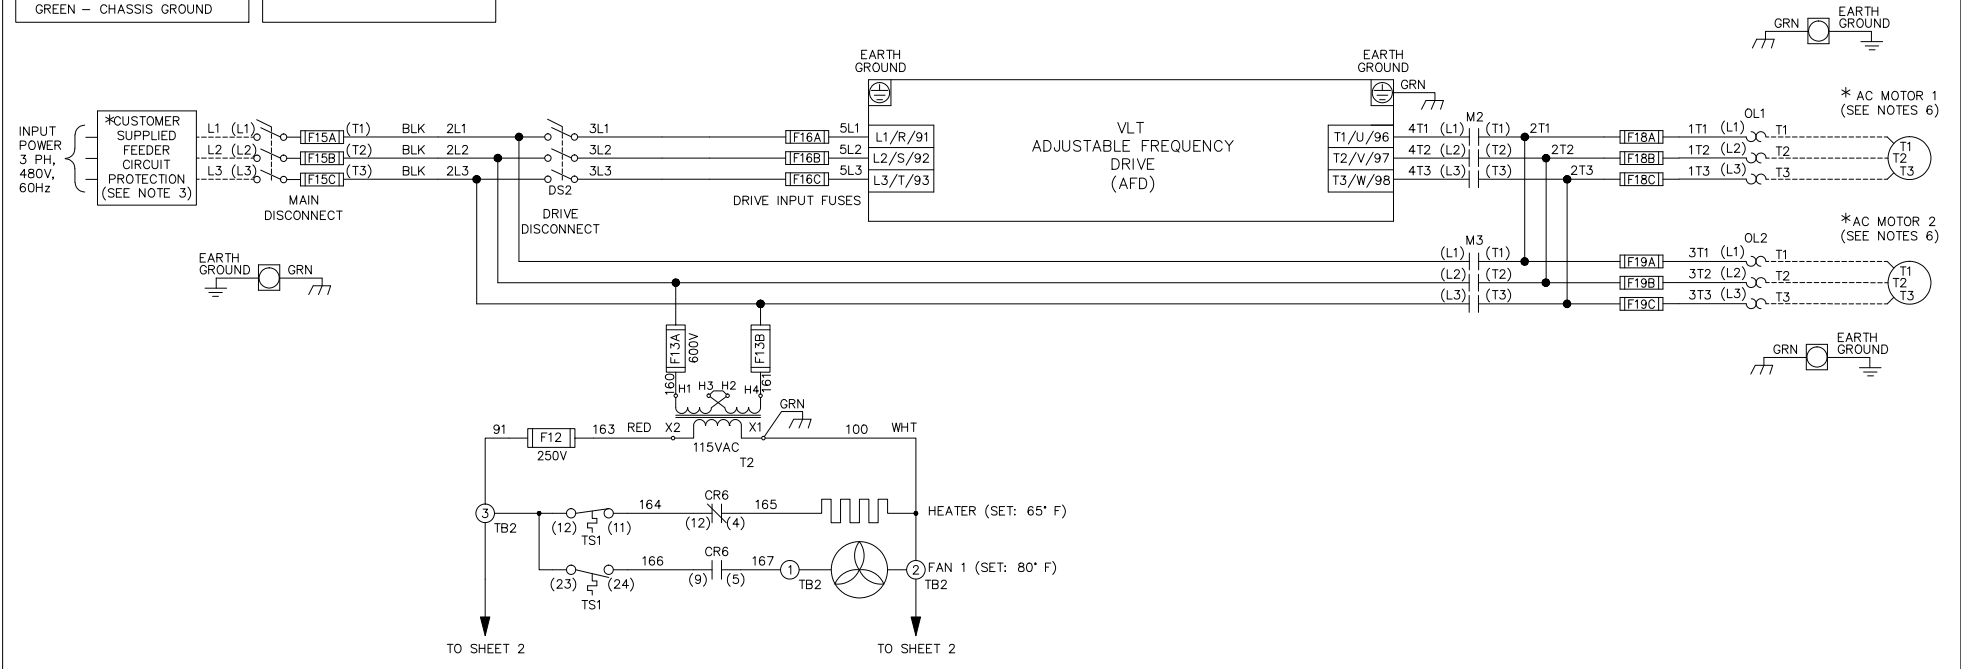 GREEN – CHASSIS GROUND
GRN
EARTH
GROUND
EARTH
GROUND
EARTH
GROUND
GRN
INPUT
POWER
3 PH,
480V,
60Hz
*CUSTOMER
SUPPLIED
FEEDER
CIRCUIT
PROTECTION
(SEE NOTE 3)
L1 (L1) F15A (T1) BLK 2L1 3L1 F16A 5L1 L1/R/91
L2 (L2) F15B (T2) BLK 2L2 3L2 F16B 5L2 L2/S/92
L3 (L3) F15C (T3) BLK 2L3 3L3 F16C 5L3 L3/T/93
MAIN
DISCONNECT
DS2
DRIVE
DISCONNECT
DRIVE INPUT FUSES
VLT
ADJUSTABLE FREQUENCY
DRIVE
(AFD)
M2
OL1
T1/U/96 4T1 (L1) (T1) 2T1 F18A 1T1 (L1) T1
T2/V/97 4T2 (L2) (T2) 2T2 F18B 1T2 (L2) T2
T3/W/98 4T3 (L3) (T3) 2T3 F18C 1T3 (L3) T3
* AC MOTOR 1
(SEE NOTES 6)
T1
T2
T3
M3
OL2
(L1) (T1) F19A 3T1 (L1) T1
(L2) (T2) F19B 3T2 (L2) T2
(L3) (T3) F19C 3T3 (L3) T3
*AC MOTOR 2
(SEE NOTES 6)
T1
T2
T3
EARTH
GROUND
GRN
GRN
EARTH
GROUND
F13A
600V
F13B
160
161
H1 H3 H2 H4
GRN
91 F12 163 RED X2 X1 100 WHT
250V
115VAC
T2
3
TB2
(12) (11)
TS1
164
CR6
(12) (4)
165
HEATER (SET: 65° F)
(23) (24)
TS1
166
CR6
(9) (5)
167
1
TB2
2
TB2
FAN 1 (SET: 80° F)
TO SHEET 2
TO SHEET 2